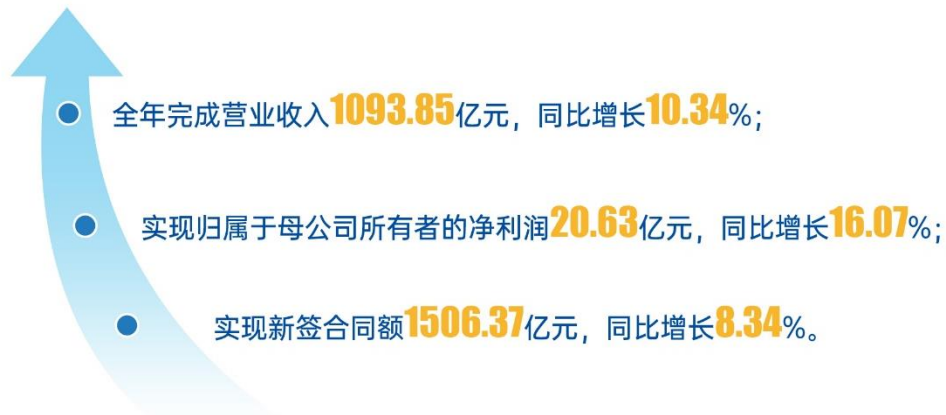 全年完成营业收入1093.85亿元，同比增长10.34%；
实现归属于母公司所有者的净利润20.63亿元，同比增长16.07%；
实现新签合同额1506.37亿元，同比增长8.34%。